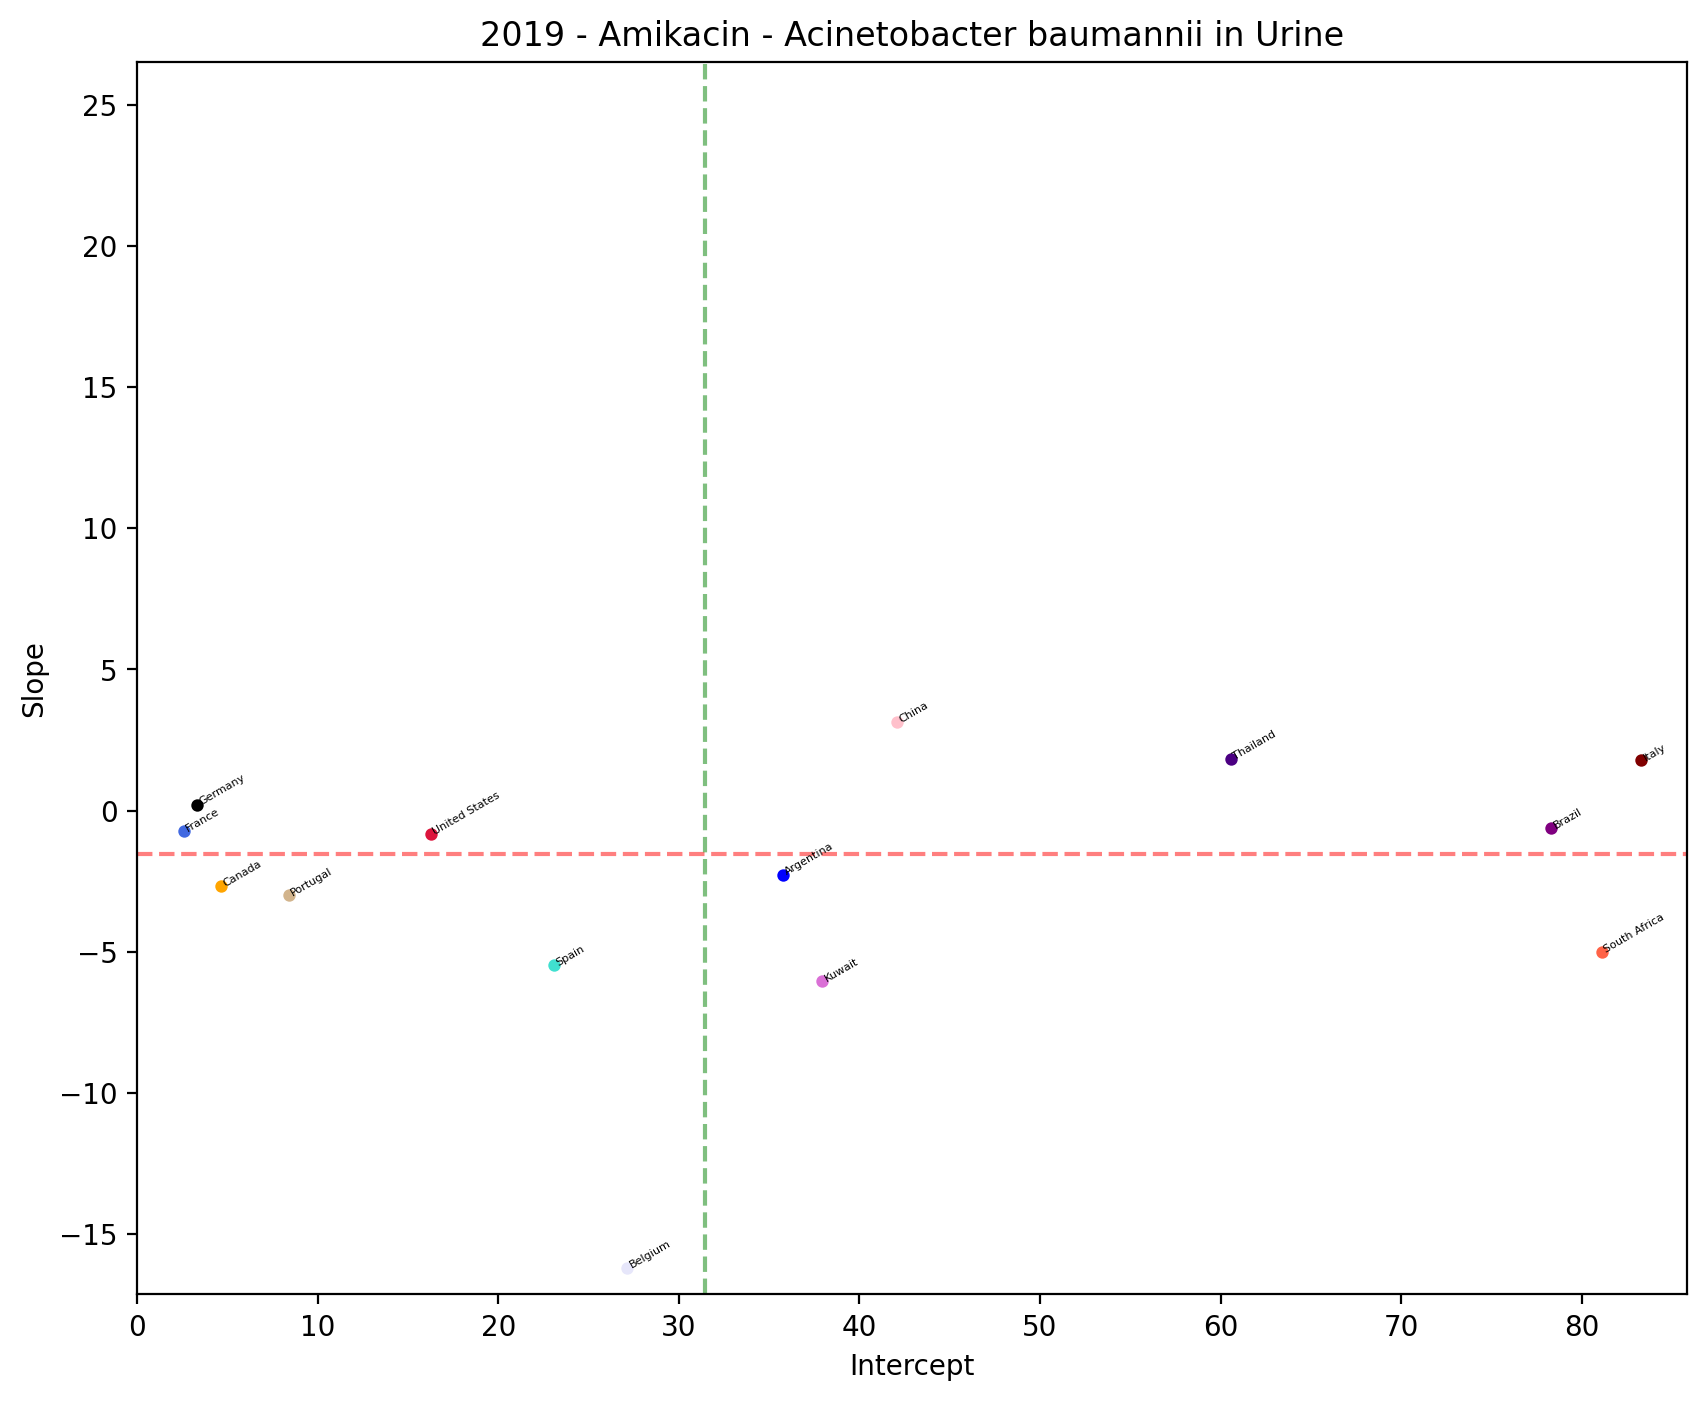 2019 - Amikacin - Acinetobacter baumannii in Urine
25
20
15
10
5
0
−5
−10
−15
Slope
China
Thailand
Italy
Germany
France
United States
Brazil
Argentina
Canada
Portugal
South Africa
Spain
Kuwait
Belgium
0 10 20 30 40 50 60 70 80
Intercept